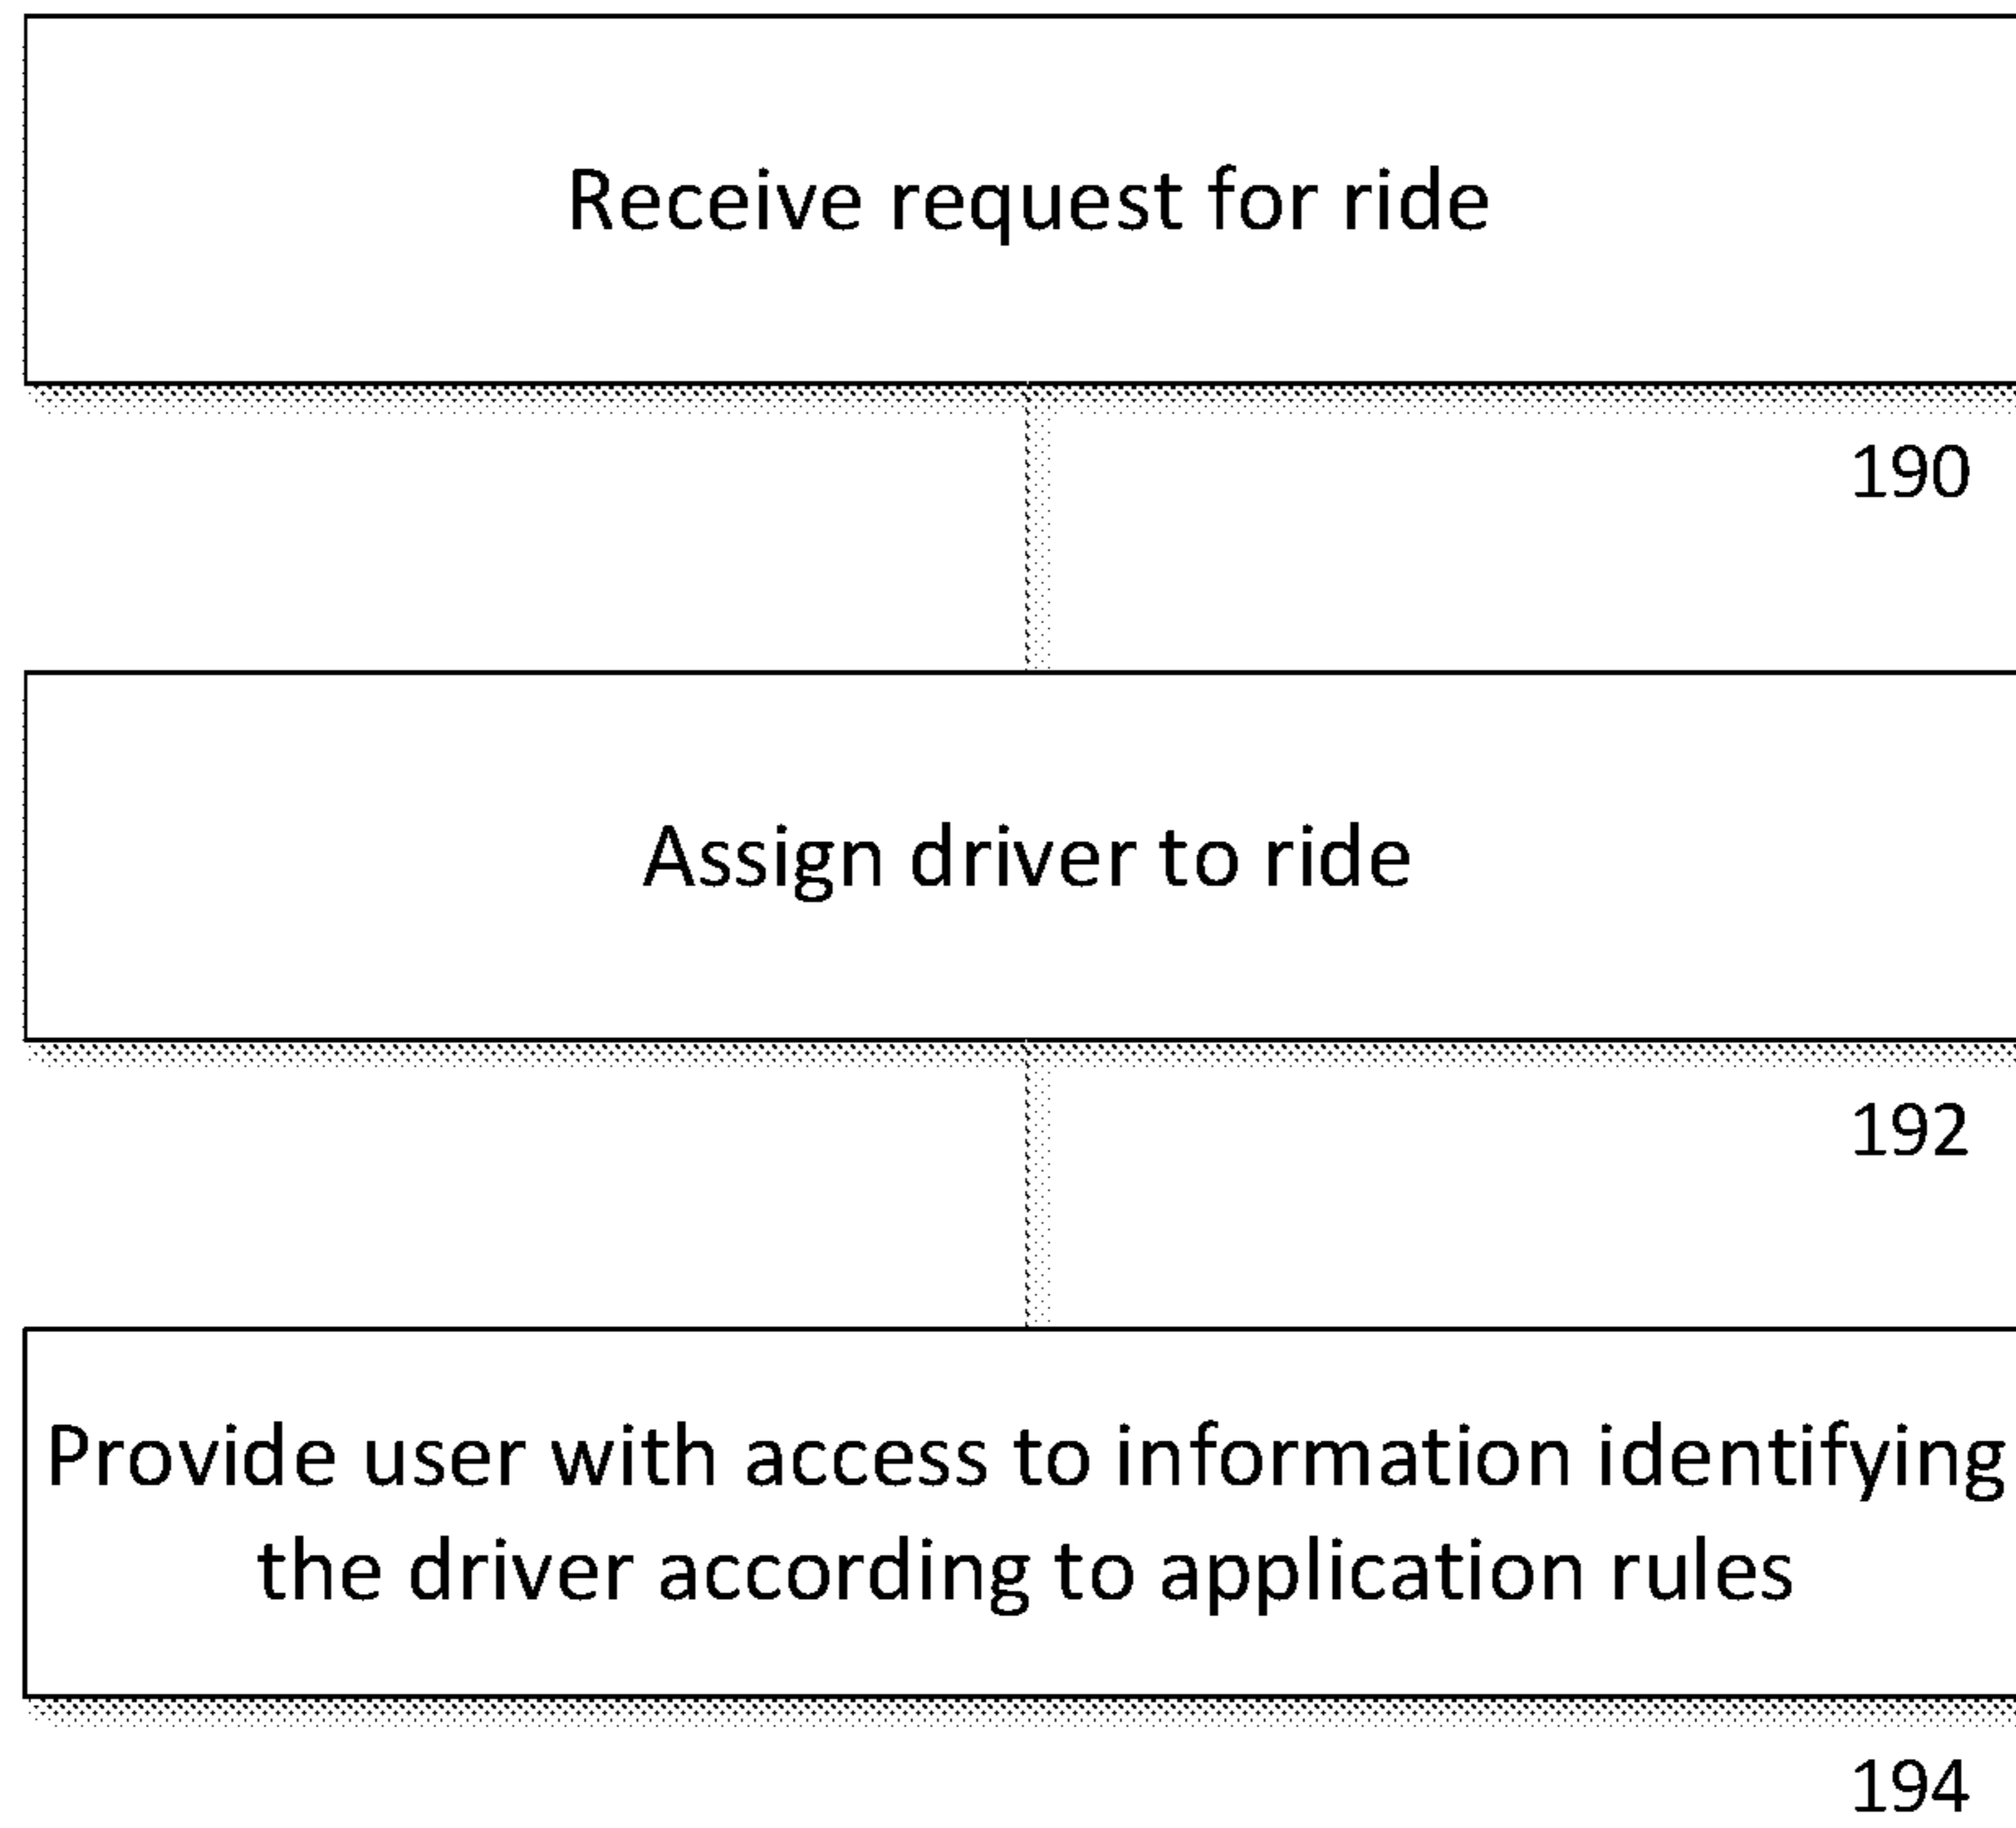 Receive request for ride
190
Assign driver to ride
192
Provide user with access to information identifying
the driver according to application rules
194